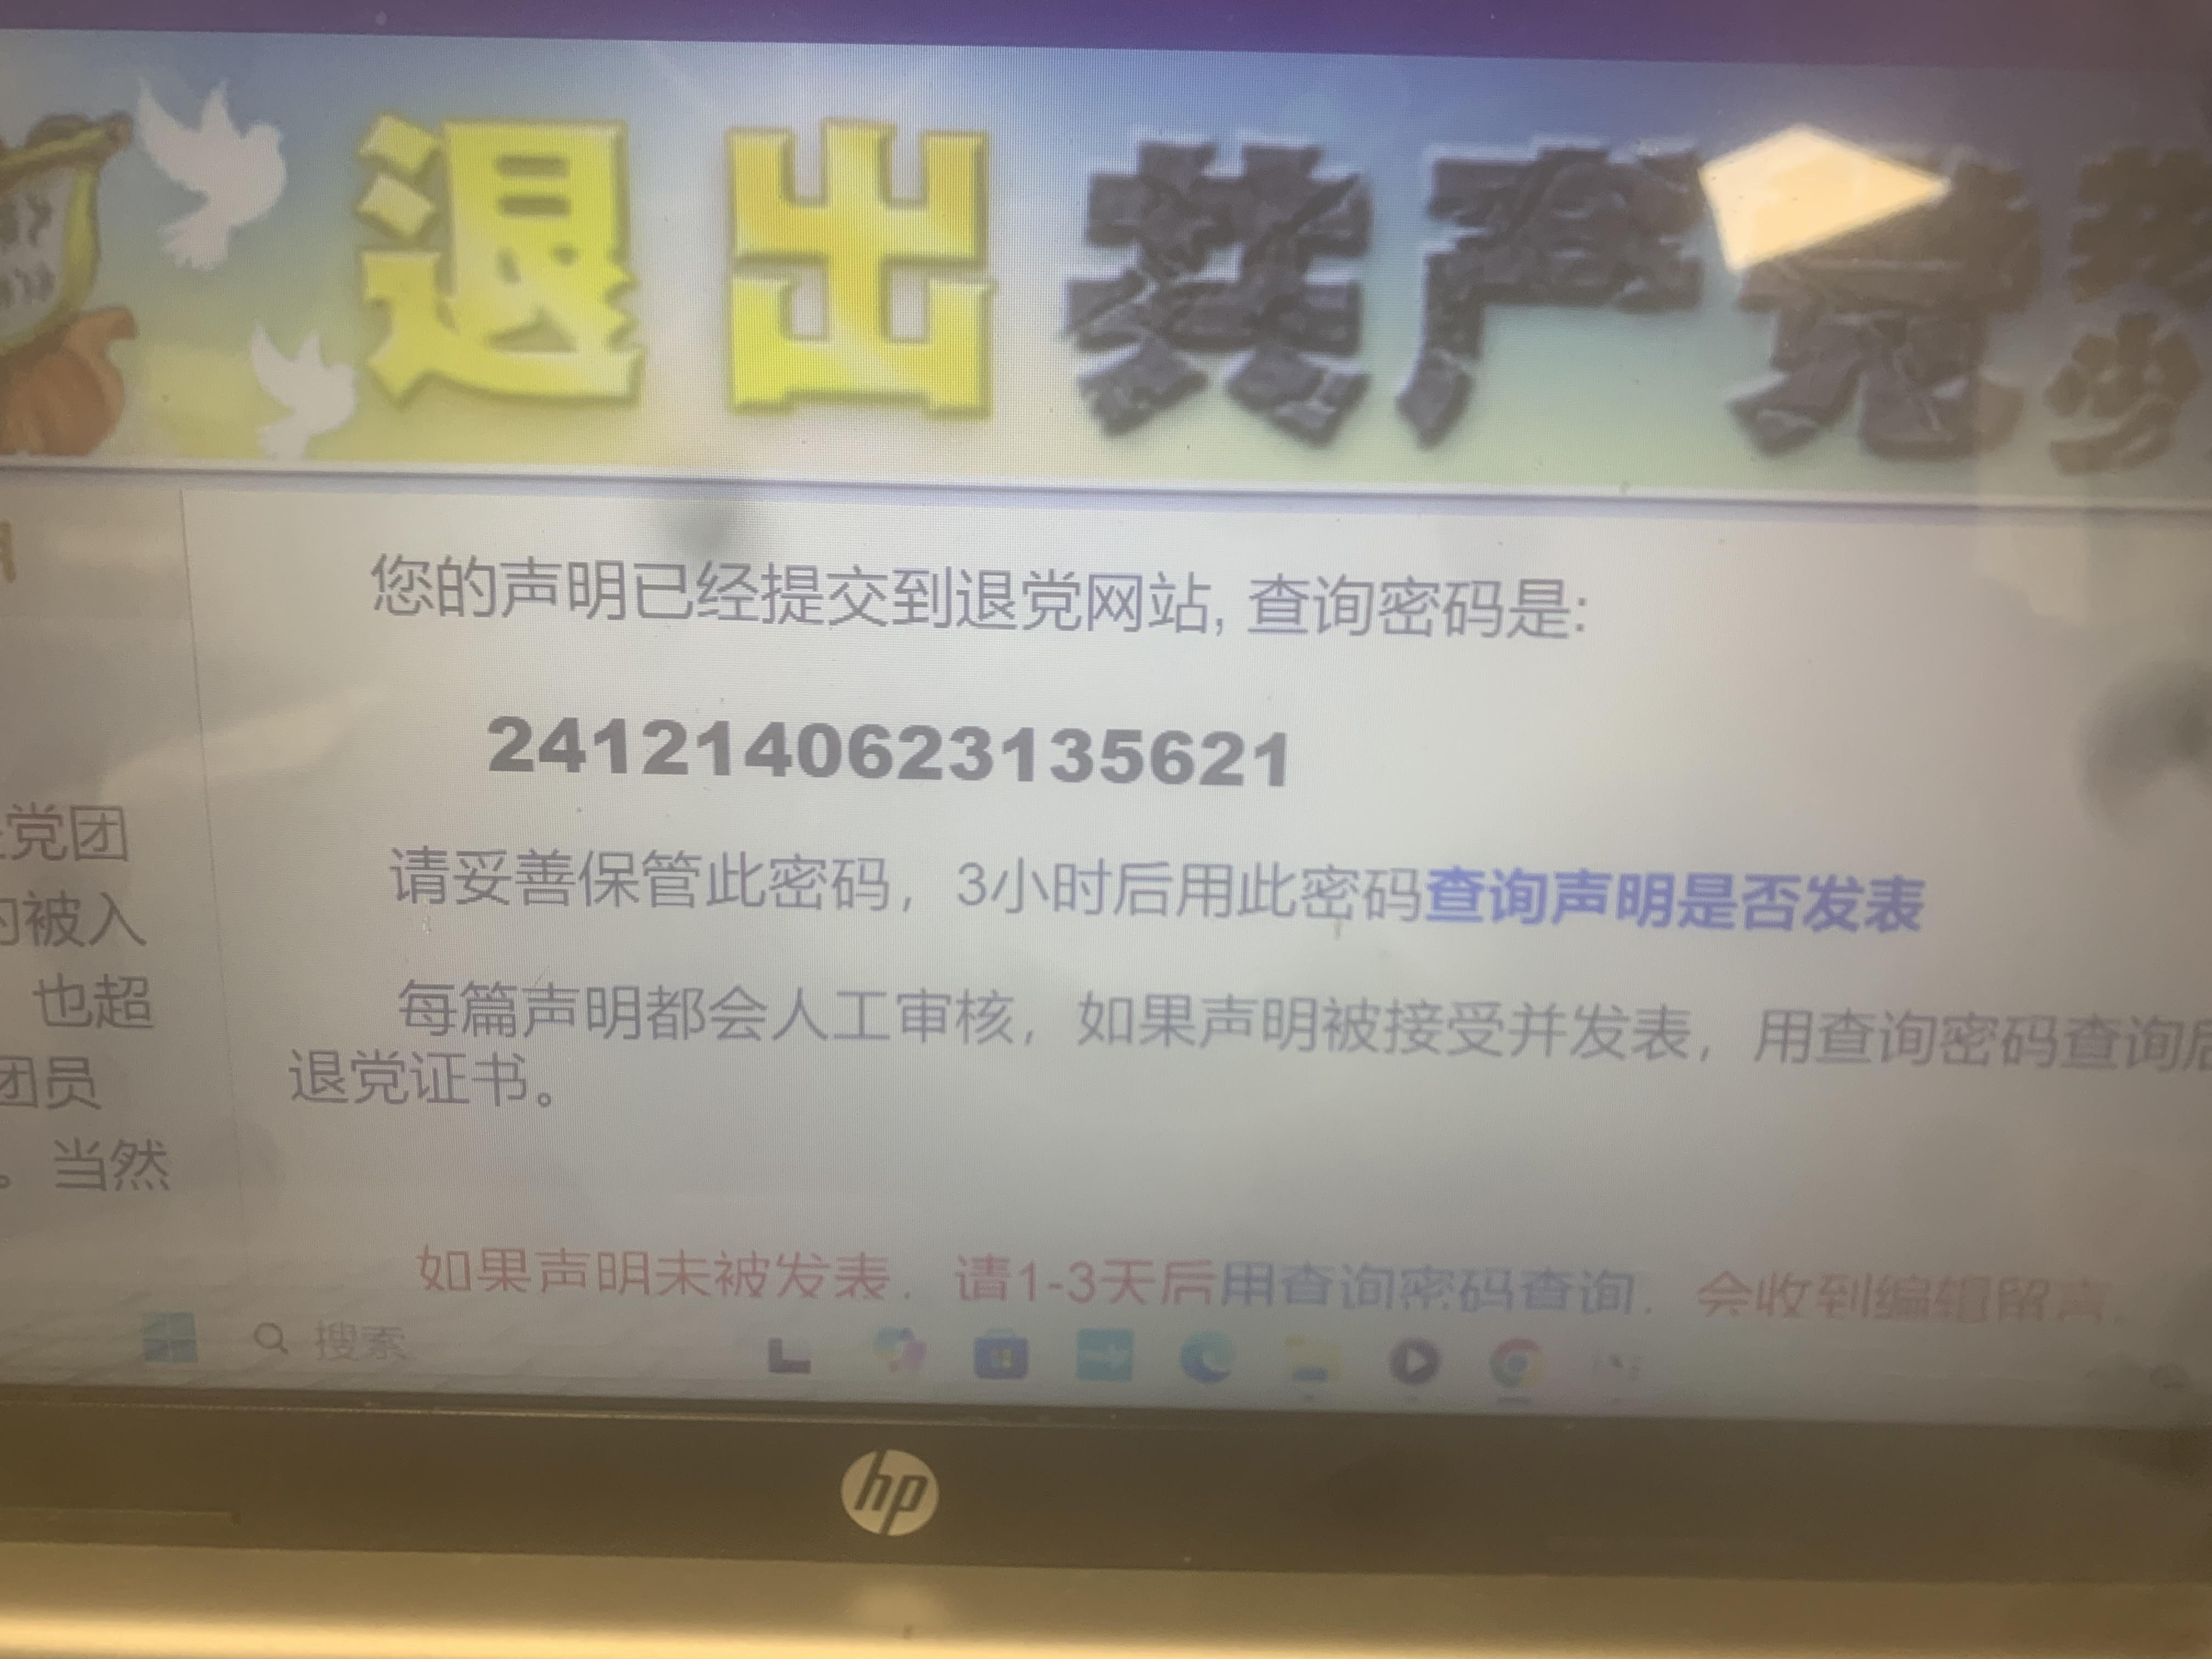 退出共产党
您的声明已经提交到退党网站, 查询密码是:
2412140623135621
请妥善保管此密码，3小时后用此密码查询声明是否发表
每篇声明都会人工审核，如果声明被接受并发表，用查询密码查询后
退党证书。
党团
的被入
也超
团员
。当然
如果声明未被发表，请1-3天后用查询密码查询，会收到编辑留言。
搜索
hp